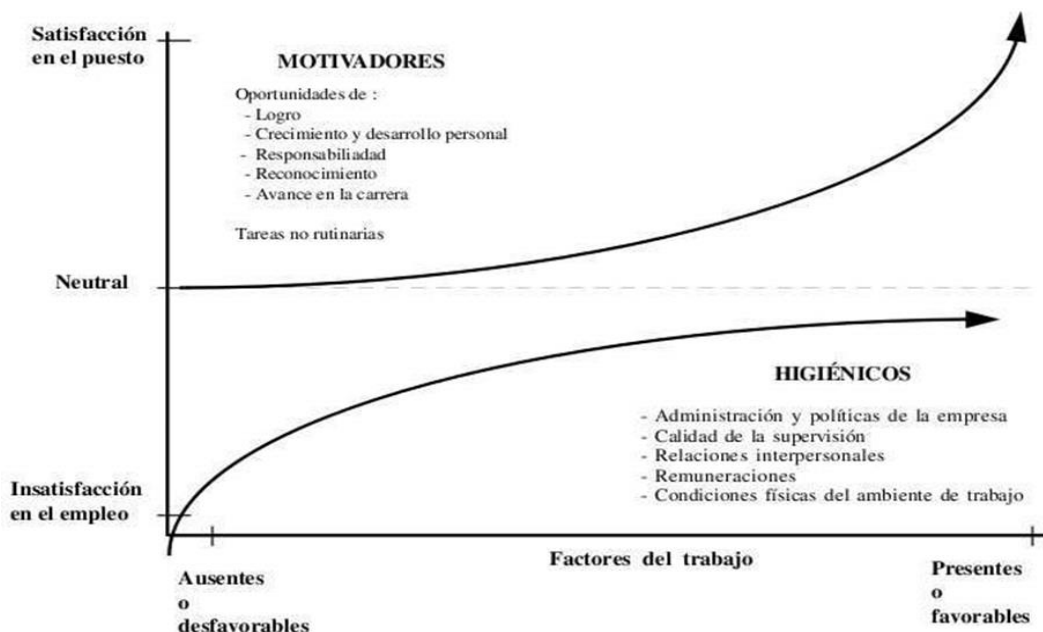 Satisfacción
en el puesto
MOTIVADORES
Oportunidades de :
- Logro
- Crecimiento y desarrollo personal
- Responsabiliadad
- Reconocimiento
- Avance en la carrera
Tareas no rutinarias
Neutral
HIGIÉNICOS
- Administración y políticas de la empresa
- Calidad de la supervisión
- Relaciones interpersonales
- Remuneraciones
- Condiciones físicas del ambiente de trabajo
Insatisfacción
en el empleo
Factores del trabajo
Ausentes
o
desfavorables
Presentes
o
favorables